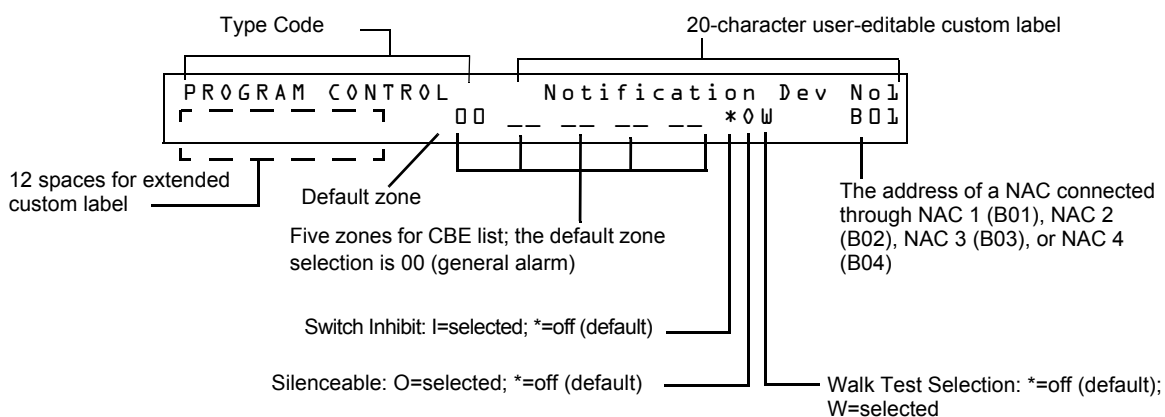 Type Code
20-character user-editable custom label
PROGRAM CONTROL Notification Dev No1
00 __ __ __ __ *OW B01
12 spaces for extended
custom label
Default zone
Five zones for CBE list; the default zone
selection is 00 (general alarm)
The address of a NAC connected
through NAC 1 (B01), NAC 2
(B02), NAC 3 (B03), or NAC 4
(B04)
Switch Inhibit: I=selected; *=off (default)
Silenceable: O=selected; *=off (default)
Walk Test Selection: *=off (default);
W=selected